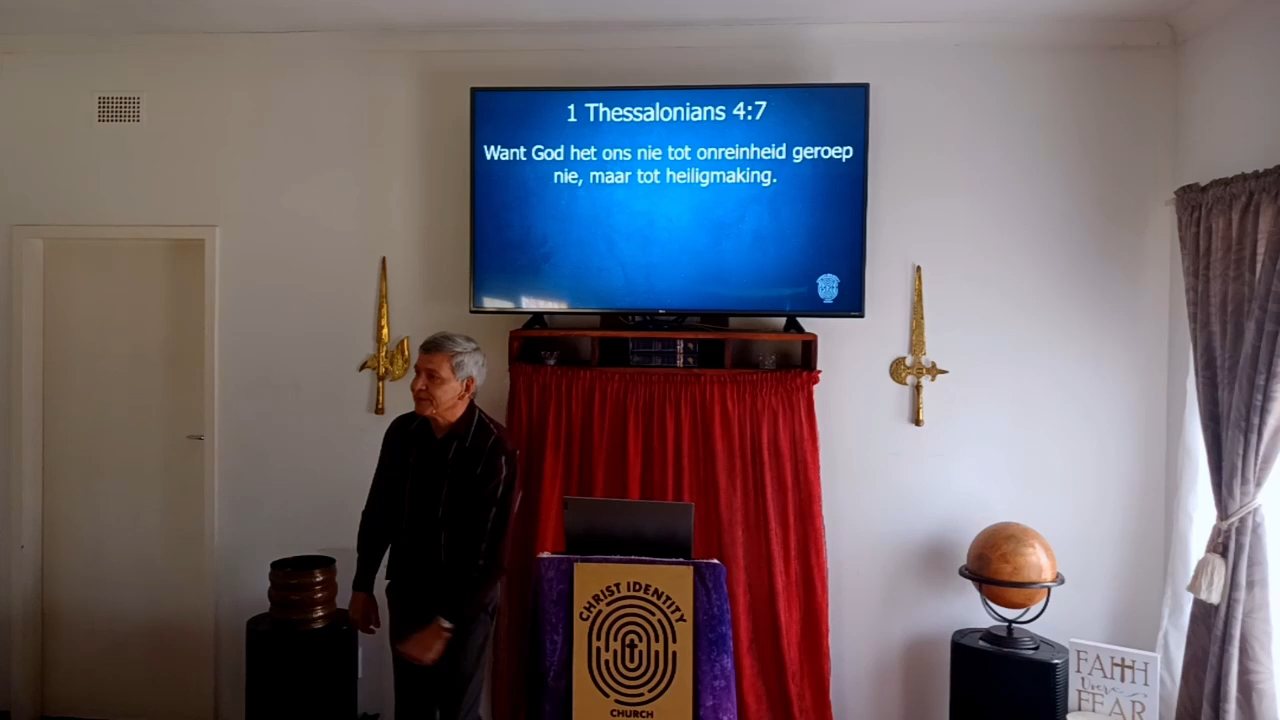 1 Thessalonians 4:7
Want God het ons nie tot onreinheid geroep
nie, maar tot heiligmaking.
CHRIST IDENTITY
CHURCH
FAITH
over
FEAR